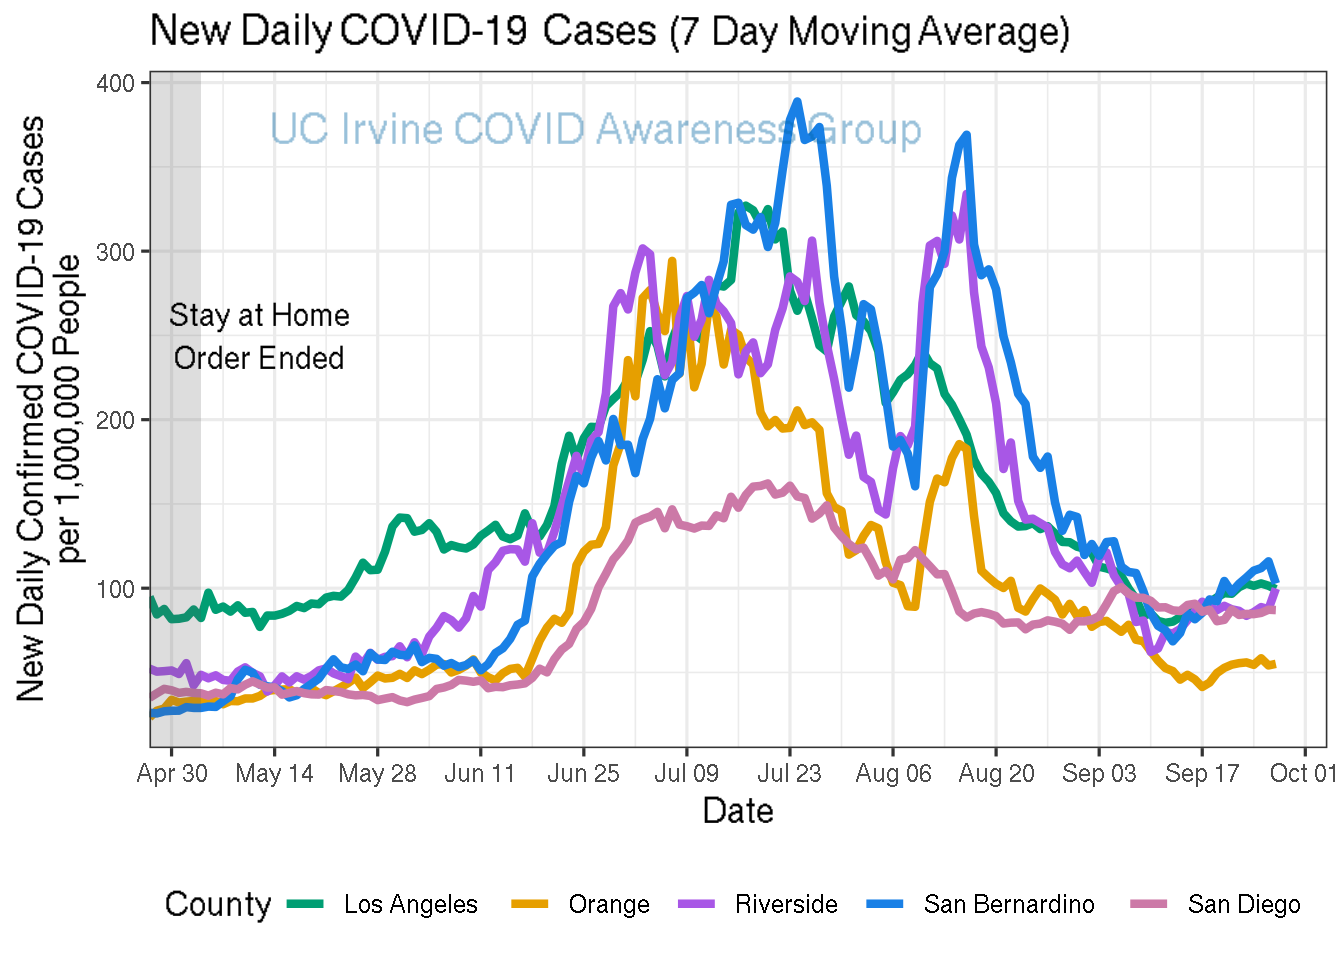 New Daily COVID-19 Cases (7 Day Moving Average)
UC Irvine COVID Awareness Group
Stay at Home
Order Ended
New Daily Confirmed COVID-19 Cases
per 1,000,000 People
400
300
200
100
Apr 30 May 14 May 28 Jun 11 Jun 25 Jul 09 Jul 23 Aug 06 Aug 20 Sep 03 Sep 17 Oct 01
Date
County Los Angeles Orange Riverside San Bernardino San Diego